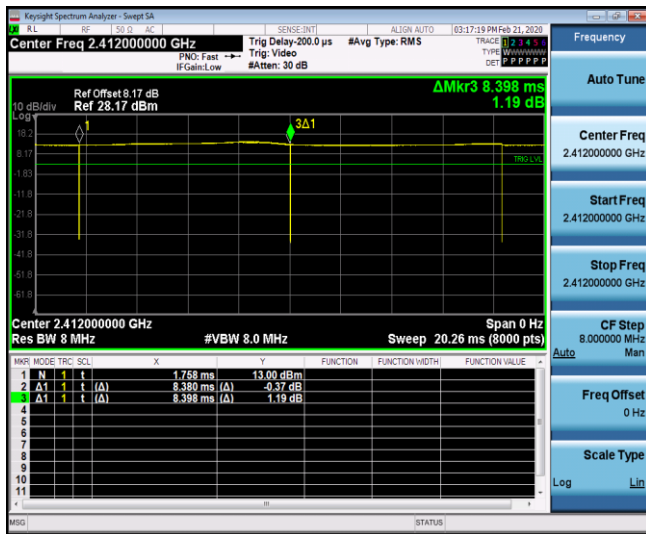 Keysight Spectrum Analyzer - Swept SA
RL RF 50 Ω AC SENSE:INT ALIGN AUTO 03:17:19 PM Feb 21, 2020
Center Freq 2.412000000 GHz
PNO: Fast
IFGain:Low
Trig Delay-200.0 µs
Trig: Video
#Atten: 30 dB
#Avg Type: RMS
TRACE 1 2 3 4 5 6
TYPE WWWWWW
DET P P P P P P
Frequency
Auto Tune
Center Freq
2.412000000 GHz
Start Freq
2.412000000 GHz
Stop Freq
2.412000000 GHz
CF Step
8.000000 MHz
Auto Man
Freq Offset
0 Hz
Scale Type
Log Lin
ΔMkr3 8.398 ms
1.19 dB
Ref Offset 8.17 dB
10 dB/div Ref 28.17 dBm
Log
1
3Δ1
18.2
8.17
TRIG LVL
-1.83
-11.8
-21.8
-31.8
-41.8
-51.8
-61.8
Center 2.412000000 GHz Span 0 Hz
Res BW 8 MHz #VBW 8.0 MHz Sweep 20.26 ms (8000 pts)
MKR MODE TRC SCL X Y FUNCTION FUNCTION WIDTH FUNCTION VALUE
1 N 1 t 1.758 ms 13.00 dBm
2 Δ1 1 t (Δ) 8.380 ms (Δ) -0.37 dB
3 Δ1 1 t (Δ) 8.398 ms (Δ) 1.19 dB
4
5
6
7
8
9
10
11
MSG STATUS